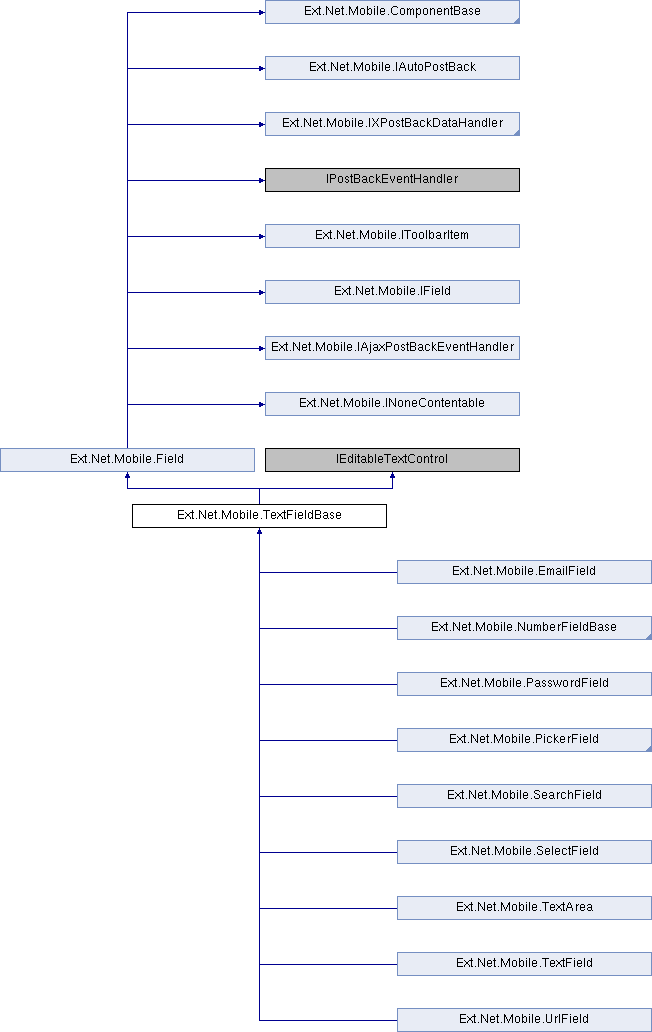 Ext.Net.Mobile.ComponentBase
Ext.Net.Mobile.IAutoPostBack
Ext.Net.Mobile.IXPostBackDataHandler
IPostBackEventHandler
Ext.Net.Mobile.IToolbarItem
Ext.Net.Mobile.IField
Ext.Net.Mobile.IAjaxPostBackEventHandler
Ext.Net.Mobile.INoneContentable
Ext.Net.Mobile.Field
IEditableTextControl
Ext.Net.Mobile.TextFieldBase
Ext.Net.Mobile.EmailField
Ext.Net.Mobile.NumberFieldBase
Ext.Net.Mobile.PasswordField
Ext.Net.Mobile.PickerField
Ext.Net.Mobile.SearchField
Ext.Net.Mobile.SelectField
Ext.Net.Mobile.TextArea
Ext.Net.Mobile.TextField
Ext.Net.Mobile.UrlField